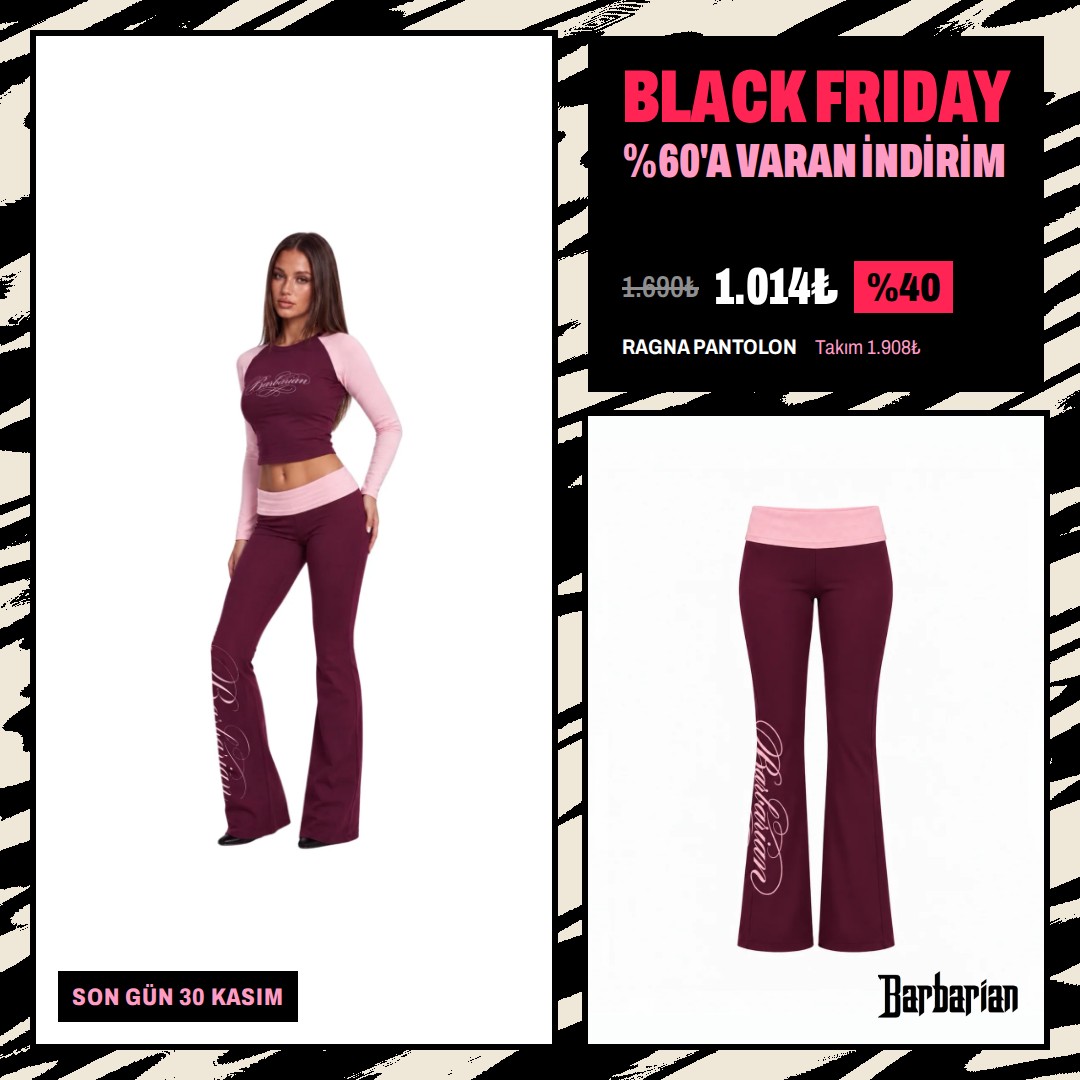 BLACK FRIDAY
%60'A VARAN İNDİRİM
1.690₺ 1.014₺ %40
RAGNA PANTOLON Takım 1.908₺
Barbarian
Barbarian
Barbarian
SON GÜN 30 KASIM
Barbarian